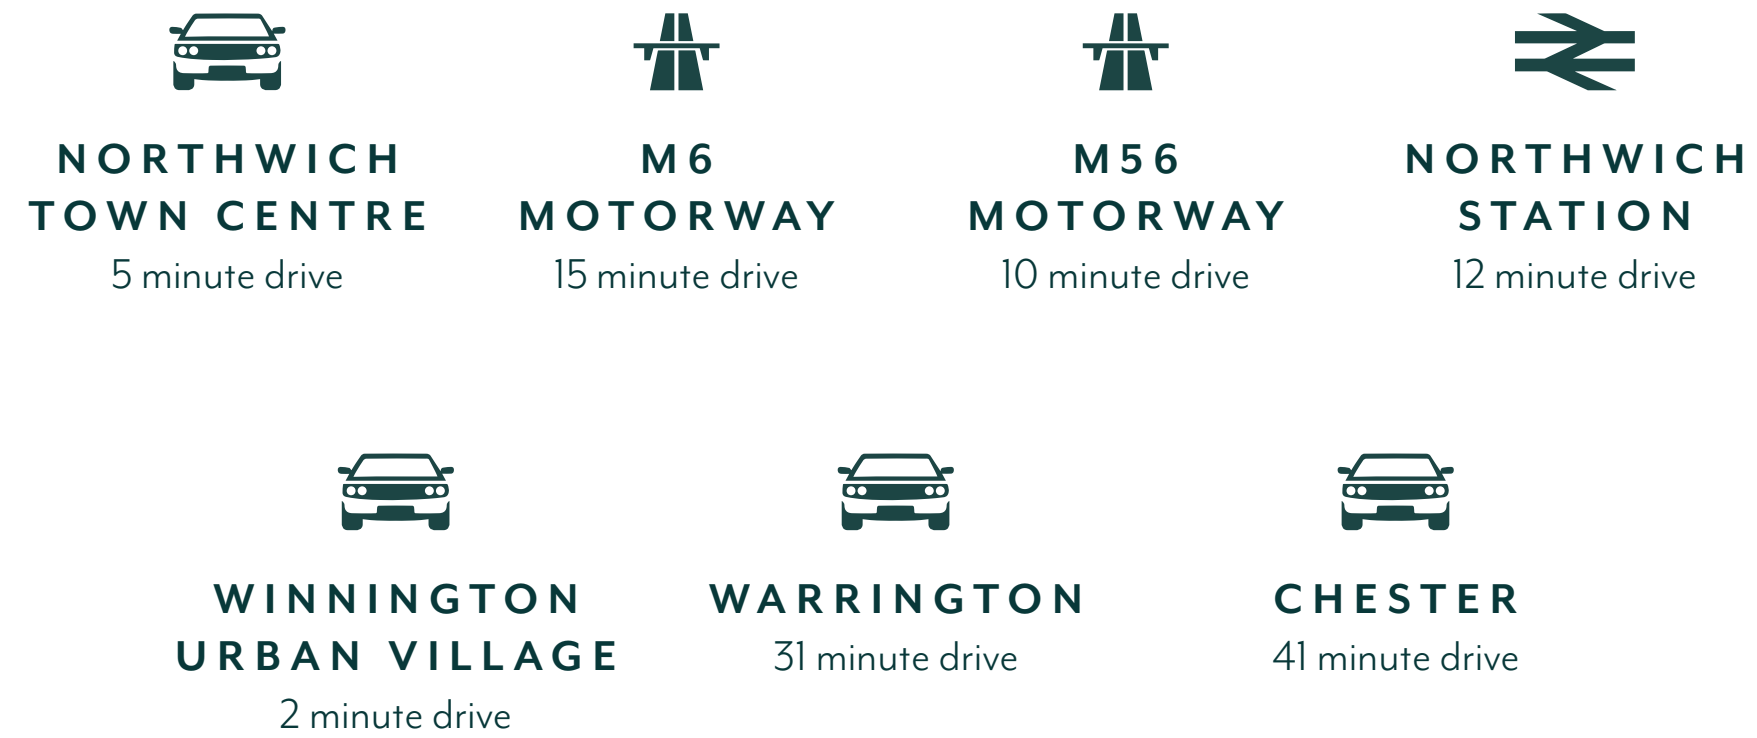 NORTHWICH
TOWN CENTRE
5 minute drive
M6
MOTORWAY
15 minute drive
M56
MOTORWAY
10 minute drive
NORTHWICH
STATION
12 minute drive
WINNINGTON
URBAN VILLAGE
2 minute drive
WARRINGTON
31 minute drive
CHESTER
41 minute drive